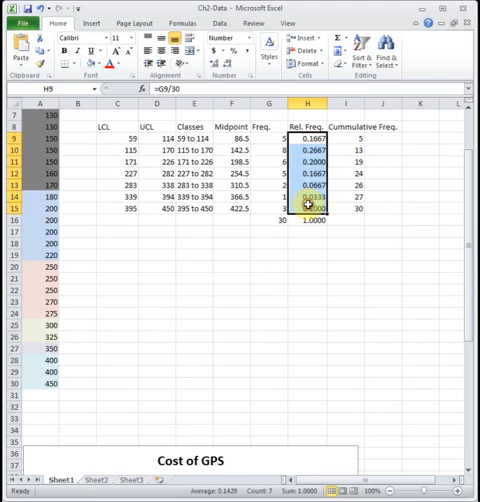 Ch2-Data - Microsoft Excel
File Home Insert Page Layout Formulas Data Review View
Calibri 11 Number Insert Σ
Paste B I U $ % , Styles Delete Sort & Find &
Format Filter Select
Clipboard Font Alignment Number Cells Editing
H9 fx =G9/30
A B C D E F G H I J K L
7 130
8 130 LCL UCL Classes Midpoint Freq. Rel. Freq. Cummulative Freq.
9 150 59 114 59 to 114 86.5 5 0.1667 5
10 150 115 170 115 to 170 142.5 8 0.2667 13
11 150 171 226 171 to 226 198.5 6 0.2000 19
12 160 227 282 227 to 282 254.5 5 0.1667 24
13 170 283 338 283 to 338 310.5 2 0.0667 26
14 180 339 394 339 to 394 366.5 1 0.0333 27
15 200 395 450 395 to 450 422.5 3 0.1000 30
16 200 30 1.0000
17 200
18 200
19 220
20 250
21 250
22 250
23 270
24 275
25 300
26 325
27 350
28 400
29 400
30 450
31
32
33
34
35
36 Cost of GPS
37
Sheet1 Sheet2 Sheet3
Ready Average: 0.1429 Count: 7 Sum: 1.0000 100%